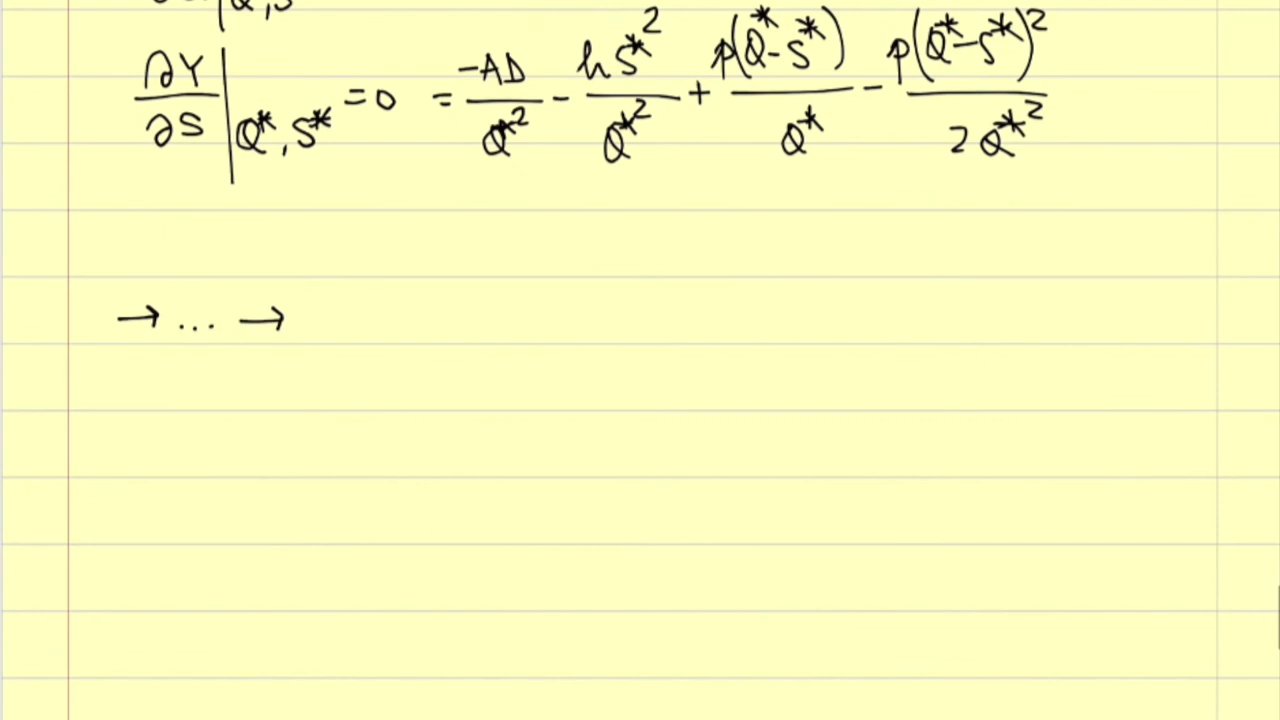 Q,S
∂Y/∂S |Q*,S* = 0 = -AD/Q*² - hS*²/Q*² + p(Q*-S*)/Q* - p(Q*-S*)²/2Q*²
→ ... →